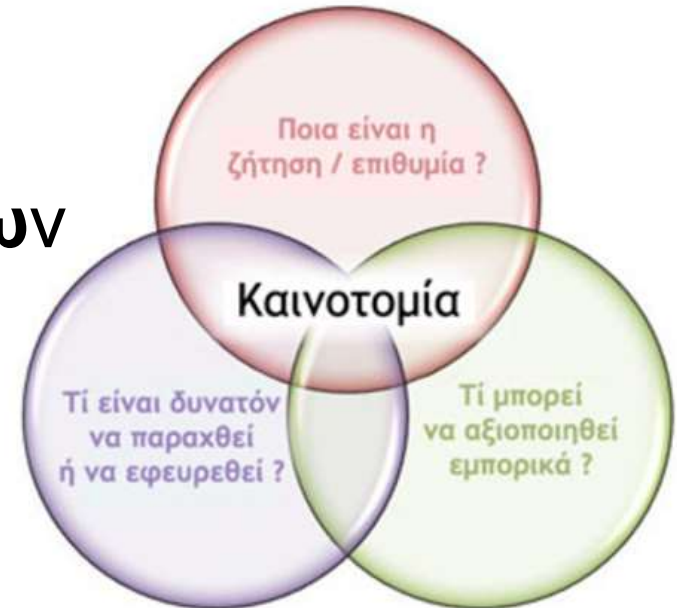 Ποια είναι η
ζήτηση / επιθυμία ?
υν
Καινοτομία
Τί είναι δυνατόν
να παραχθεί
ή να εφευρεθεί ?
Τί μπορεί
να αξιοποιηθεί
εμπορικά ?